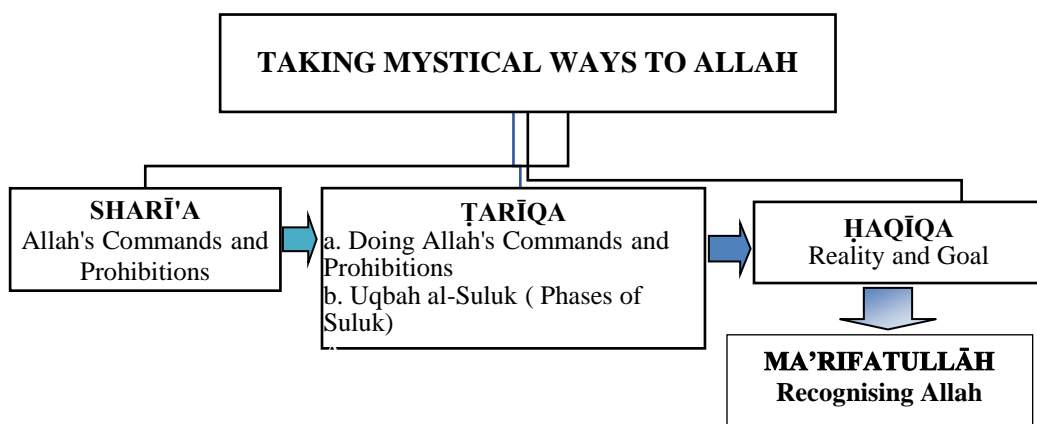 TAKING MYSTICAL WAYS TO ALLAH
SHARĪ'A
Allah's Commands and
Prohibitions
ṬARĪQA
a. Doing Allah's Commands and
Prohibitions
b. Uqbah al-Suluk ( Phases of
Suluk)
ḤAQĪQA
Reality and Goal
MA’RIFATULLĀH
Recognising Allah